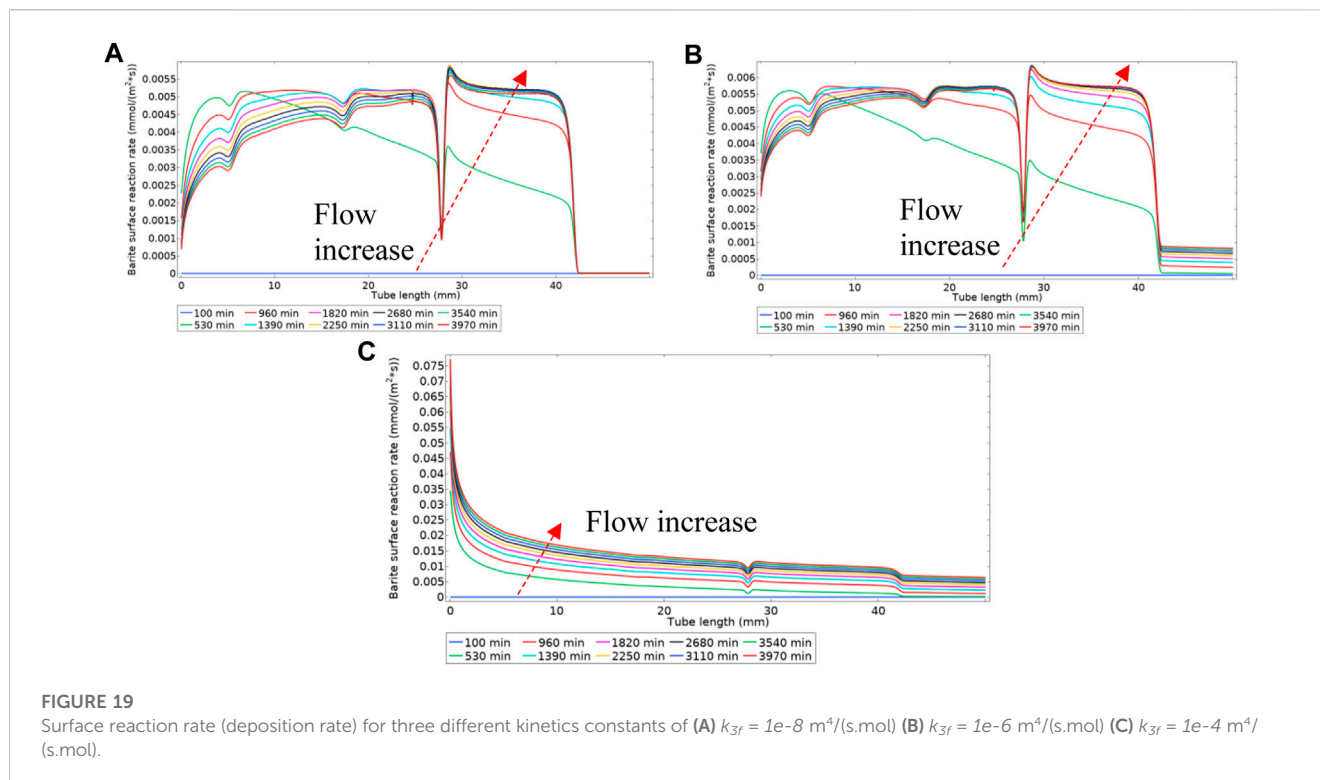 A
Barite surface reaction rate (mmol/(m²*s))
0.0055
0.005
0.0045
0.004
0.0035
0.003
0.0025
0.002
0.0015
0.001
0.0005
0
Flow
increase
0 10 20 30 40
Tube length (mm)
100 min 960 min 1820 min 2680 min 3540 min
530 min 1390 min 2250 min 3110 min 3970 min
B
Barite surface reaction rate (mmol/(m²*s))
0.006
0.0055
0.005
0.0045
0.004
0.0035
0.003
0.0025
0.002
0.0015
0.001
0.0005
0
Flow
increase
0 10 20 30 40
Tube length (mm)
100 min 960 min 1820 min 2680 min 3540 min
530 min 1390 min 2250 min 3110 min 3970 min
C
Barite surface reaction rate (mmol/(m²*s))
0.075
0.07
0.065
0.06
0.055
0.05
0.045
0.04
0.035
0.03
0.025
0.02
0.015
0.01
0.005
0
Flow increase
0 10 20 30 40
Tube length (mm)
100 min 960 min 1820 min 2680 min 3540 min
530 min 1390 min 2250 min 3110 min 3970 min
FIGURE 19
Surface reaction rate (deposition rate) for three different kinetics constants of (A) k3f = 1e-8 m⁴/(s.mol) (B) k3f = 1e-6 m⁴/(s.mol) (C) k3f = 1e-4 m⁴/
(s.mol).